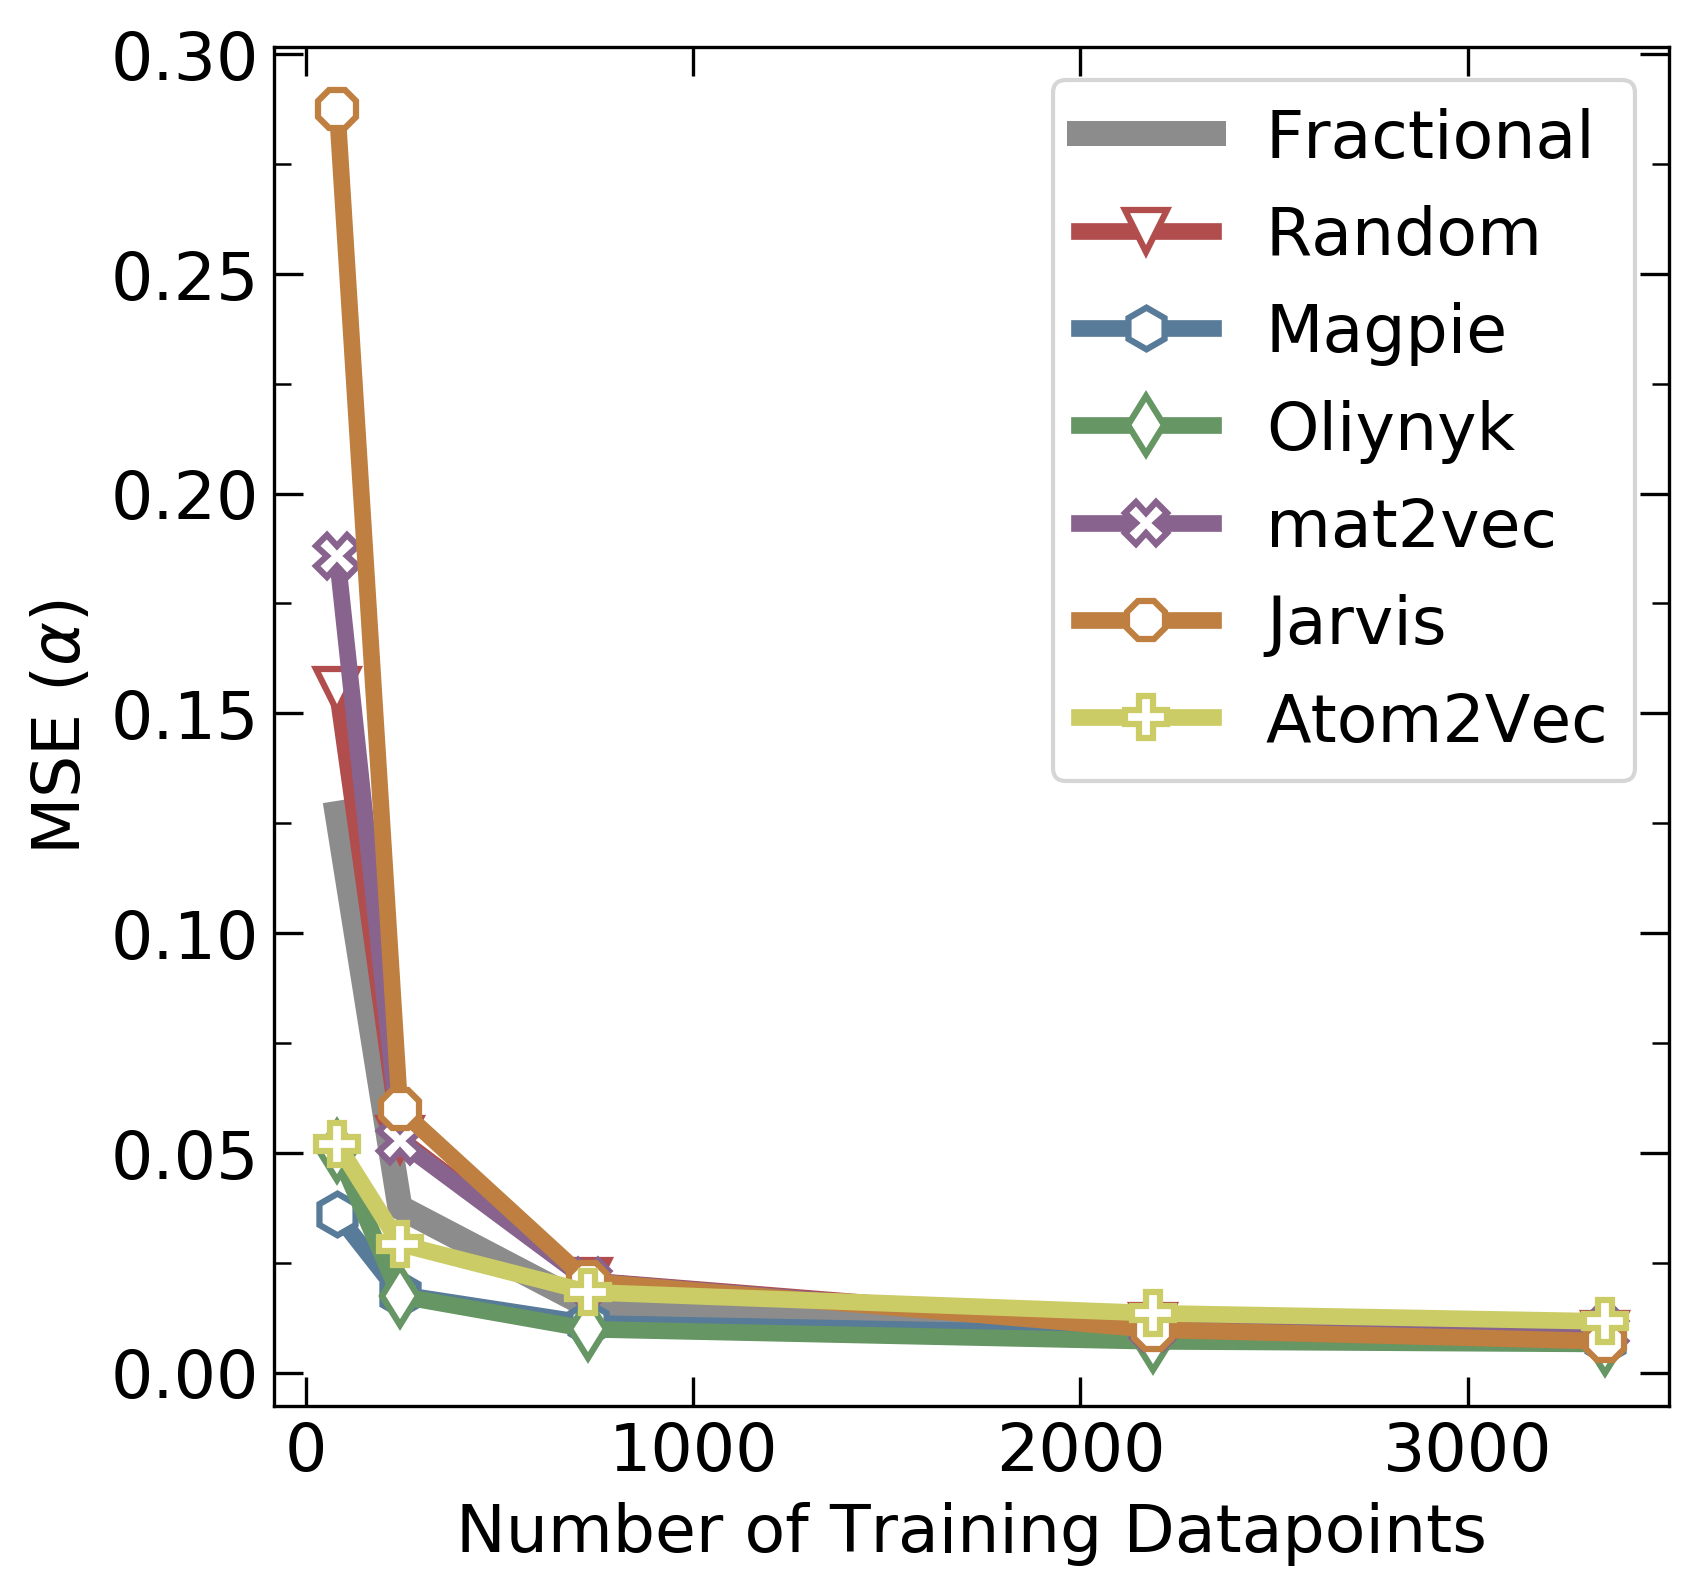 0.30
0.25
0.20
0.15
0.10
0.05
0.00
MSE (α)
Fractional
Random
Magpie
Oliynyk
mat2vec
Jarvis
Atom2Vec
0 1000 2000 3000
Number of Training Datapoints